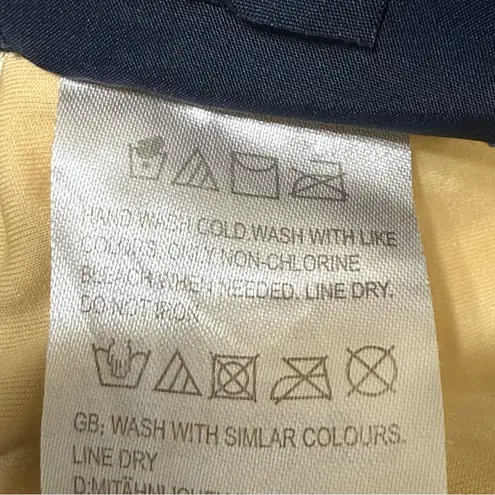 HAND WASH COLD.WASH WITH LIKE
COLOURS. ONLY NON-CHLORINE
BLEACH WHEN NEEDED. LINE DRY.
DO NOT IRON.
GB: WASH WITH SIMLAR COLOURS.
LINE DRY